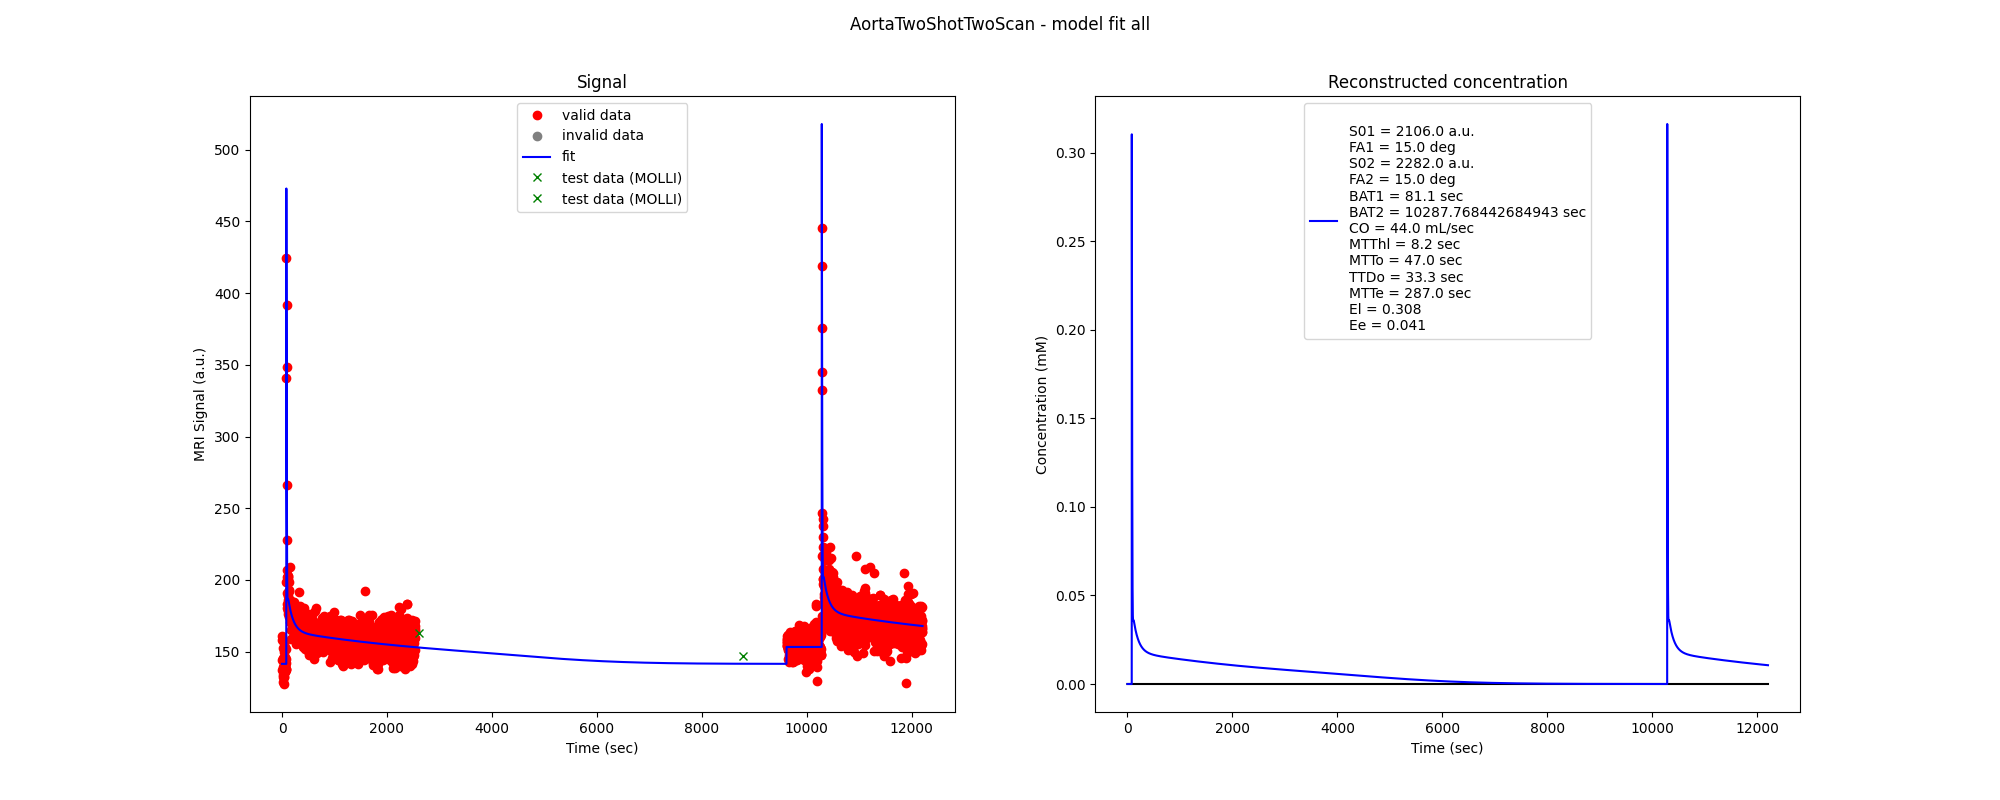 AortaTwoShotTwoScan - model fit all
Signal
valid data
invalid data
fit
test data (MOLLI)
test data (MOLLI)
MRI Signal (a.u.)
500
450
400
350
300
250
200
150
0
2000
4000
6000
8000
10000
12000
Time (sec)
Reconstructed concentration
S01 = 2106.0 a.u.
FA1 = 15.0 deg
S02 = 2282.0 a.u.
FA2 = 15.0 deg
BAT1 = 81.1 sec
BAT2 = 10287.768442684943 sec
CO = 44.0 mL/sec
MTThl = 8.2 sec
MTTo = 47.0 sec
TTDo = 33.3 sec
MTTe = 287.0 sec
El = 0.308
Ee = 0.041
Concentration (mM)
0.30
0.25
0.20
0.15
0.10
0.05
0.00
0
2000
4000
6000
8000
10000
12000
Time (sec)